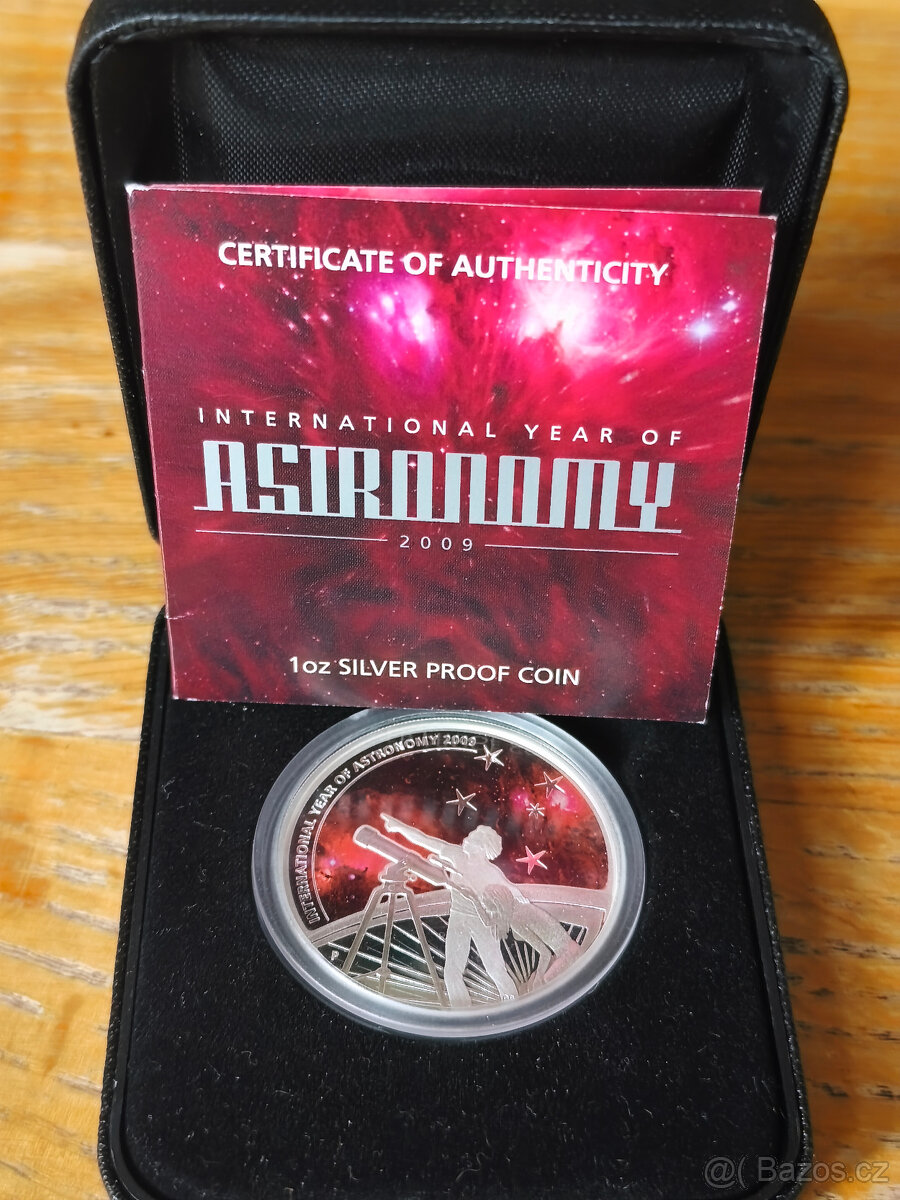 CERTIFICATE OF AUTHENTICITY
INTERNATIONAL YEAR OF
ASTRONOMY
2009
1oz SILVER PROOF COIN
INTERNATIONAL YEAR OF ASTRONOMY 2009
P
@( Bazos.cz